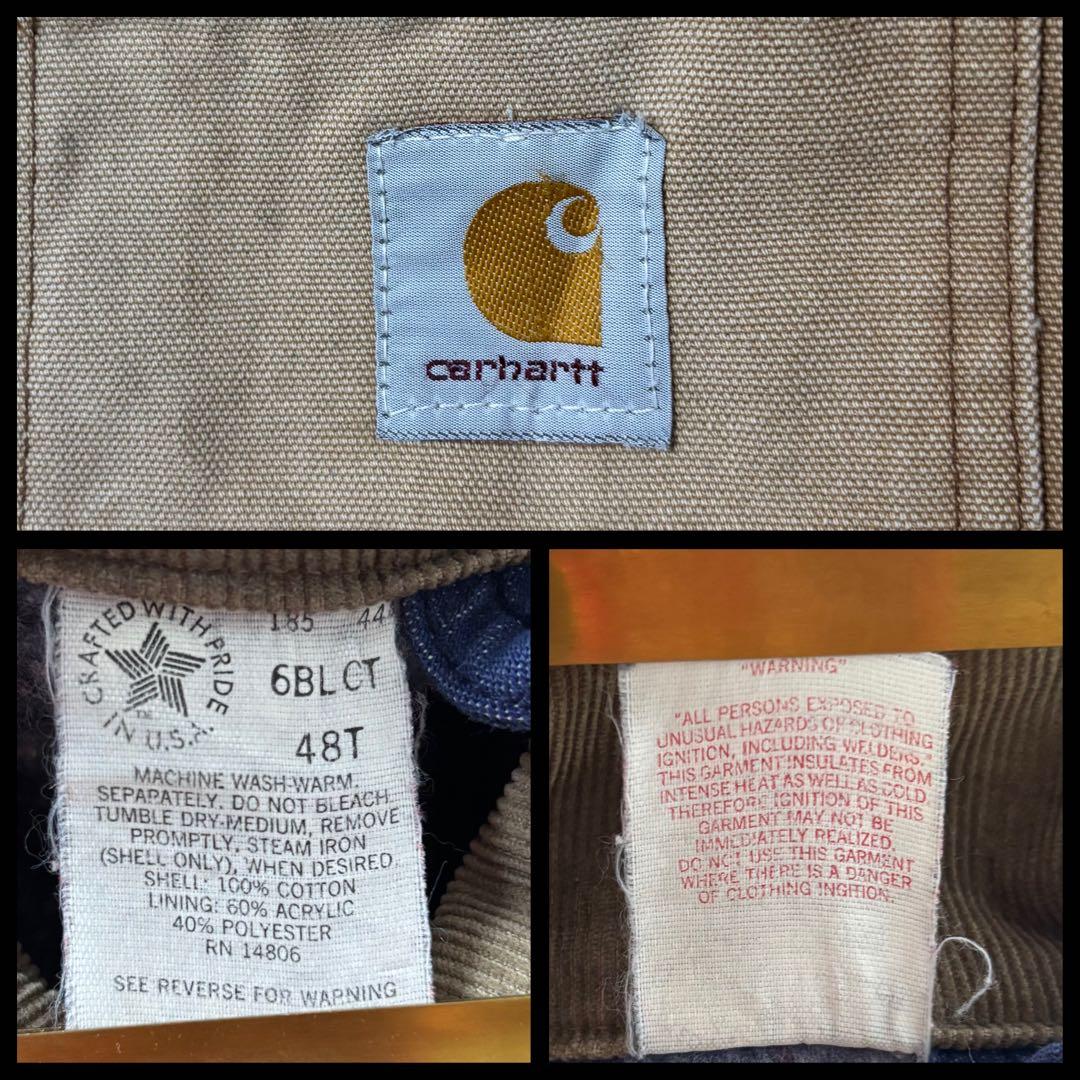 carhartt
CRAFTED WITH PRIDE
IN U.S.A.
TM
185 44
6BL CT
48T
MACHINE WASH-WARM,
SEPARATELY. DO NOT BLEACH.
TUMBLE DRY-MEDIUM, REMOVE
PROMPTLY, STEAM IRON
(SHELL ONLY), WHEN DESIRED.
SHELL: 100% COTTON
LINING: 60% ACRYLIC
40% POLYESTER
RN 14806
SEE REVERSE FOR WARNING
"WARNING"
"ALL PERSONS EXPOSED TO
UNUSUAL HAZARDS OF CLOTHING
IGNITION, INCLUDING WELDERS."
THIS GARMENT INSULATES FROM
INTENSE HEAT AS WELL AS COLD
THEREFORE IGNITION OF THIS
GARMENT MAY NOT BE
IMMEDIATELY REALIZED.
DO NOT USE THIS GARMENT
WHERE THERE IS A DANGER
OF CLOTHING INGITION.